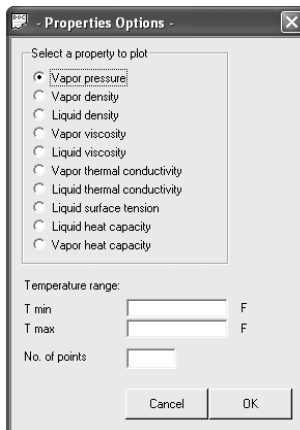 - Properties Options -
Select a property to plot
Vapor pressure
Vapor density
Liquid density
Vapor viscosity
Liquid viscosity
Vapor thermal conductivity
Liquid thermal conductivity
Liquid surface tension
Liquid heat capacity
Vapor heat capacity
Temperature range:
T min F
T max F
No. of points
Cancel OK